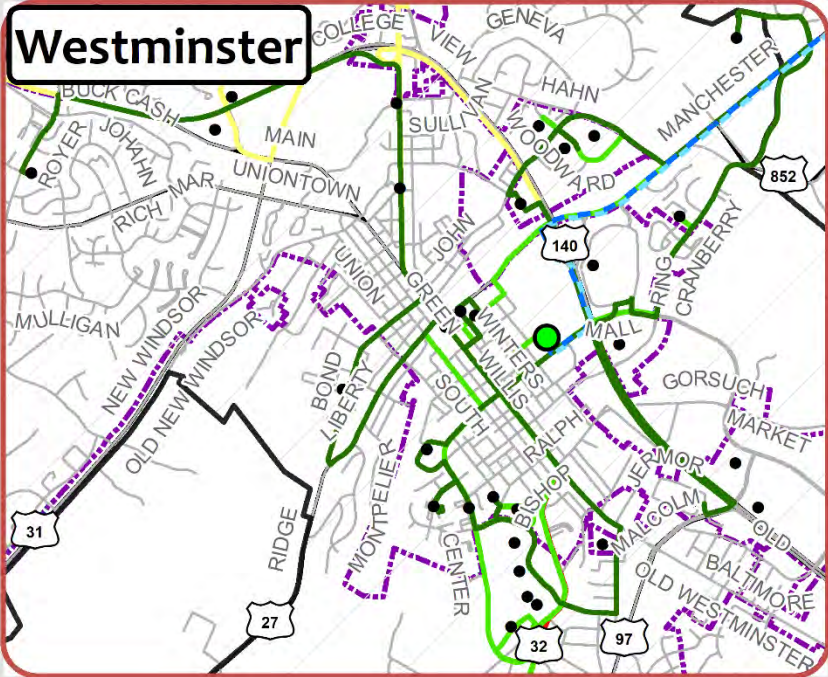 Westminster
COLLEGE
GENEVA
VIEW
HAHN
MANCHESTER
BUCK CASH
SULLIVAN
MAIN
WOODWARD
ROYER
JOHAHN
UNIONTOWN
RICH MAR
852
JOHN
140
UNION
GREEN
RING
CRANBERRY
MULLIGAN
NEW WINDSOR
OLD NEW WINDSOR
WINTERS
MALL
WILLIS
BOND
LIBERTY
SOUTH
GORSUCH
MARKET
RALPH
JERMOR
MONTPELIER
BISHOP
MALCOLM
OLD
31
RIDGE
CENTER
BALTIMORE
OLD WESTMINSTER
27
32
97